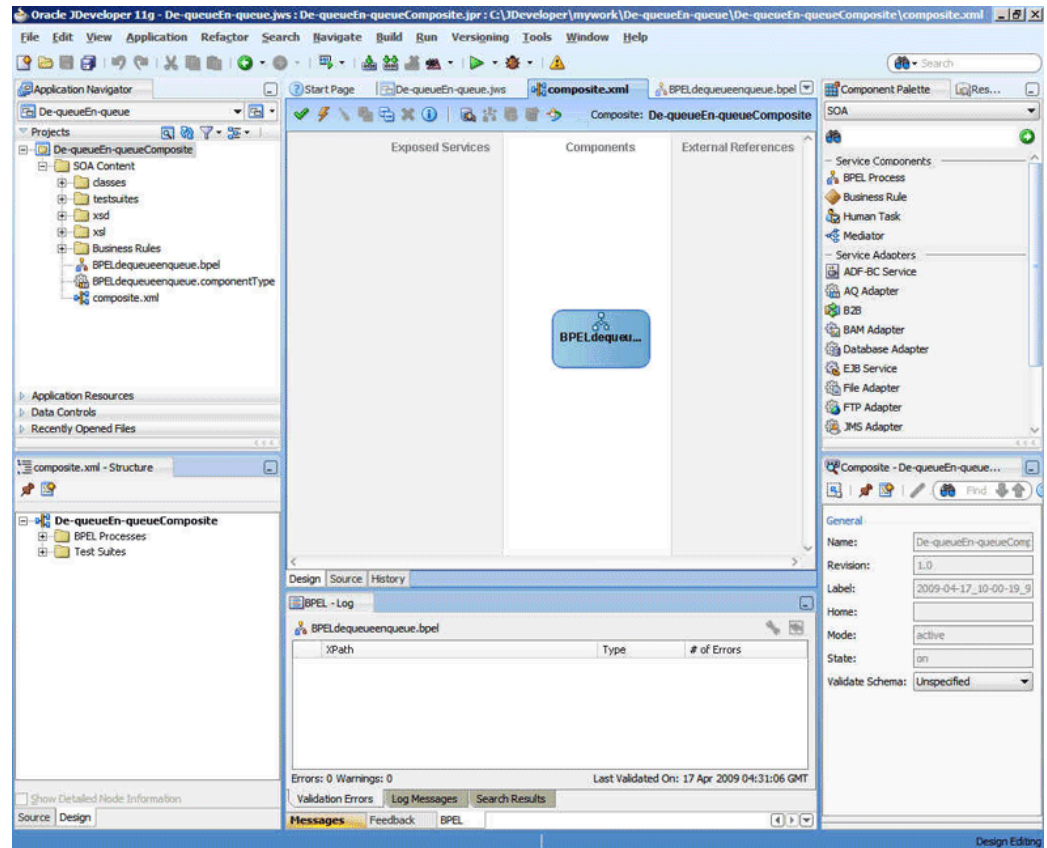 Oracle JDeveloper 11g - De-queueEn-queue.jws : De-queueEn-queueComposite.jpr : C:\JDeveloper\mywork\De-queueEn-queue\De-queueEn-queueComposite\composite.xml
File Edit View Application Refactor Search Navigate Build Run Versioning Tools Window Help
Search
Application Navigator
De-queueEn-queue
Projects
De-queueEn-queueComposite
SOA Content
classes
testsuites
xsd
xsl
Business Rules
BPELdequeueenqueue.bpel
BPELdequeueenqueue.componentType
composite.xml
Application Resources
Data Controls
Recently Opened Files
composite.xml - Structure
De-queueEn-queueComposite
BPEL Processes
Test Suites
Show Detailed Node Information
Source Design
Start Page De-queueEn-queue.jws composite.xml BPELdequeueenqueue.bpel
Composite: De-queueEn-queueComposite
Exposed Services Components External References
BPELdequeu...
Design Source History
BPEL - Log
BPELdequeueenqueue.bpel
XPath Type # of Errors
Errors: 0 Warnings: 0 Last Validated On: 17 Apr 2009 04:31:06 GMT
Validation Errors Log Messages Search Results
Messages Feedback BPEL
Component Palette Res...
SOA
Service Components
BPEL Process
Business Rule
Human Task
Mediator
Service Adapters
ADF-BC Service
AQ Adapter
B2B
BAM Adapter
Database Adapter
EJB Service
File Adapter
FTP Adapter
JMS Adapter
Composite - De-queueEn-queue...
Find
General
Name: De-queueEn-queueComp
Revision: 1.0
Label: 2009-04-17_10-00-19_9
Home:
Mode: active
State: on
Validate Schema: Unspecified
Design Editing